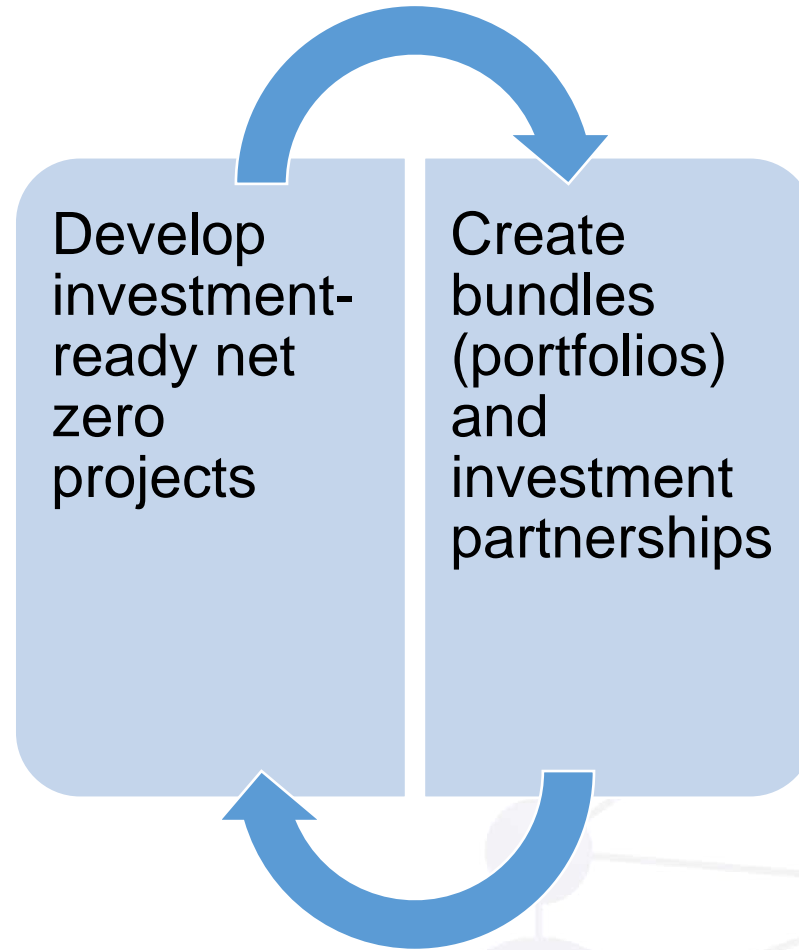 Develop
investment-
ready net
zero
projects
Create
bundles
(portfolios)
and
investment
partnerships